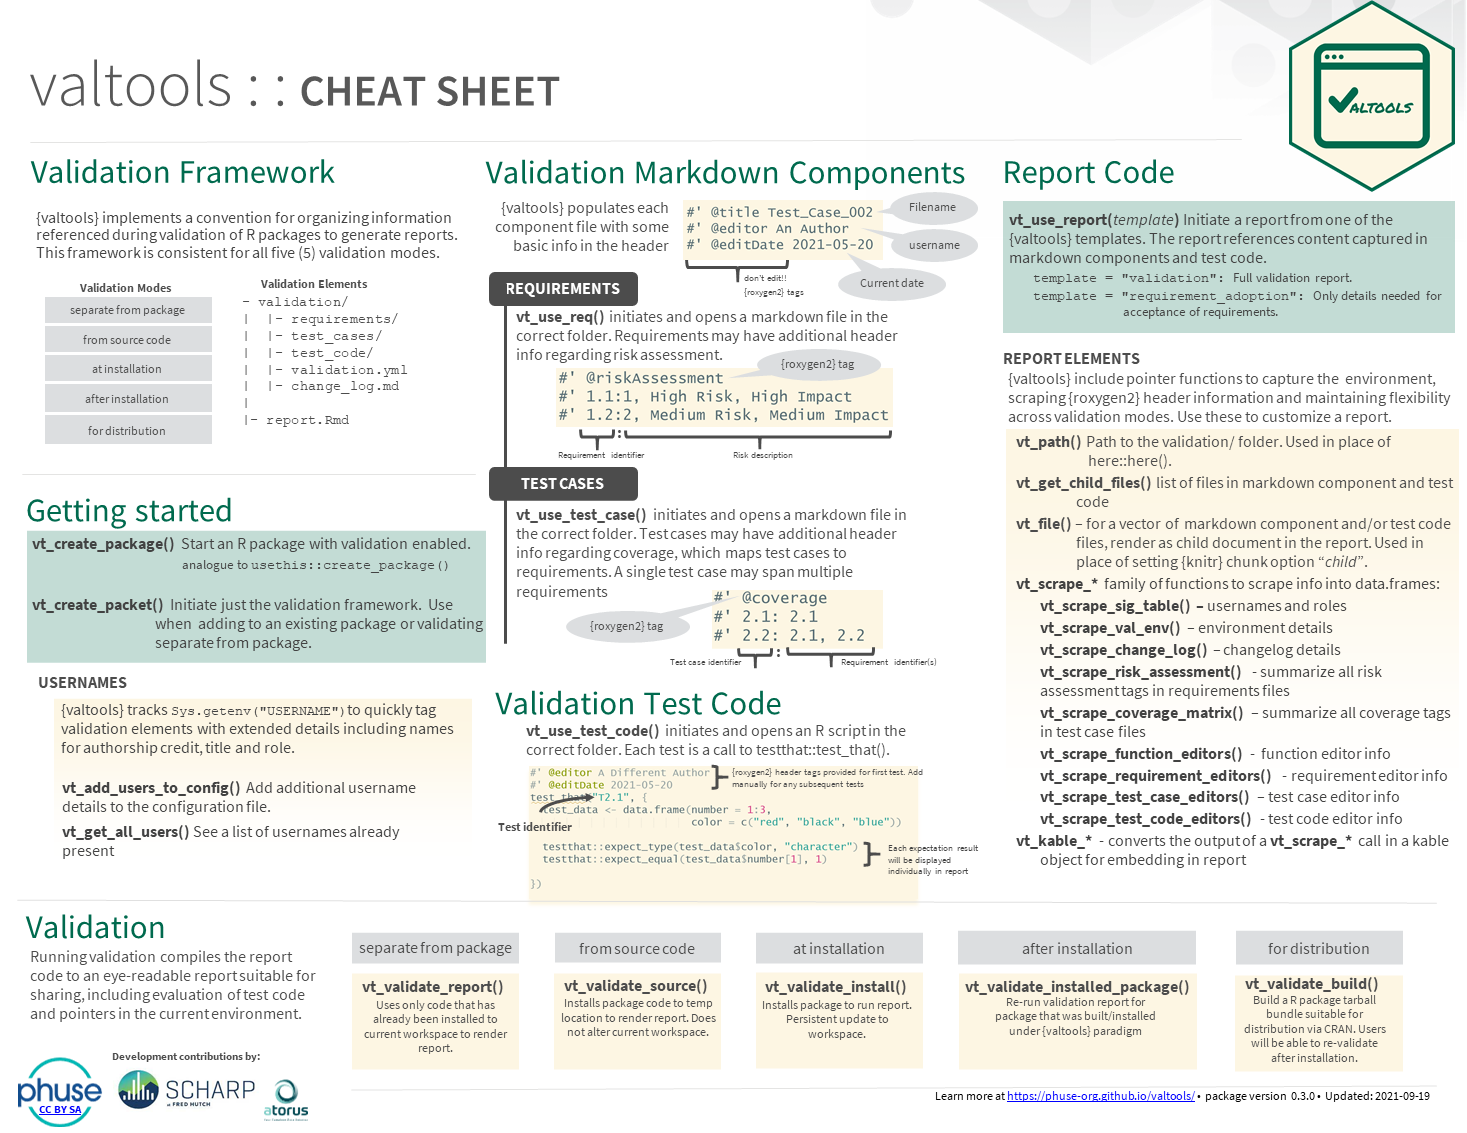 valtools : : CHEAT SHEET
VALTOOLS
Validation Framework
{valtools} implements a convention for organizing information
referenced during validation of R packages to generate reports.
This framework is consistent for all five (5) validation modes.
Validation Modes
separate from package
from source code
at installation
after installation
for distribution
Validation Elements
- validation/
| |- requirements/
| |- test_cases/
| |- test_code/
| |- validation.yml
| |- change_log.md
|
|- report.Rmd
Getting started
vt_create_package() Start an R package with validation enabled.
analogue to usethis::create_package()
vt_create_packet() Initiate just the validation framework. Use
when adding to an existing package or validating
separate from package.
USERNAMES
{valtools} tracks Sys.getenv("USERNAME") to quickly tag
validation elements with extended details including names
for authorship credit, title and role.
vt_add_users_to_config() Add additional username
details to the configuration file.
vt_get_all_users() See a list of usernames already
present
Validation Markdown Components
{valtools} populates each
component file with some
basic info in the header
#' @title Test_Case_002
#' @editor An Author
#' @editDate 2021-05-20
Filename
username
Current date
don't edit!!
{roxygen2} tags
REQUIREMENTS
vt_use_req() initiates and opens a markdown file in the
correct folder. Requirements may have additional header
info regarding risk assessment.
{roxygen2} tag
#' @riskAssessment
#' 1.1:1, High Risk, High Impact
#' 1.2:2, Medium Risk, Medium Impact
:
Requirement identifier
Risk description
TEST CASES
vt_use_test_case() initiates and opens a markdown file in
the correct folder. Test cases may have additional header
info regarding coverage, which maps test cases to
requirements. A single test case may span multiple
requirements
{roxygen2} tag
#' @coverage
#' 2.1: 2.1
#' 2.2: 2.1, 2.2
:
Test case identifier
Requirement identifier(s)
Validation Test Code
vt_use_test_code() initiates and opens an R script in the
correct folder. Each test is a call to testthat::test_that().
#' @editor A Different Author
#' @editDate 2021-05-20
test_that("T2.1", {
test_data <- data.frame(number = 1:3,
color = c("red", "black", "blue"))
testthat::expect_type(test_data$color, "character")
testthat::expect_equal(test_data$number[1], 1)
})
{roxygen2} header tags provided for first test. Add
manually for any subsequent tests
Test identifier
Each expectation result
will be displayed
individually in report
Report Code
vt_use_report(template) Initiate a report from one of the
{valtools} templates. The report references content captured in
markdown components and test code.
template = "validation": Full validation report.
template = "requirement_adoption": Only details needed for
acceptance of requirements.
REPORT ELEMENTS
{valtools} include pointer functions to capture the environment,
scraping {roxygen2} header information and maintaining flexibility
across validation modes. Use these to customize a report.
vt_path() Path to the validation/ folder. Used in place of
here::here().
vt_get_child_files() list of files in markdown component and test
code
vt_file() – for a vector of markdown component and/or test code
files, render as child document in the report. Used in
place of setting {knitr} chunk option “child”.
vt_scrape_* family of functions to scrape info into data.frames:
vt_scrape_sig_table() – usernames and roles
vt_scrape_val_env() – environment details
vt_scrape_change_log() – changelog details
vt_scrape_risk_assessment() - summarize all risk
assessment tags in requirements files
vt_scrape_coverage_matrix() – summarize all coverage tags
in test case files
vt_scrape_function_editors() - function editor info
vt_scrape_requirement_editors() - requirement editor info
vt_scrape_test_case_editors() – test case editor info
vt_scrape_test_code_editors() - test code editor info
vt_kable_* - converts the output of a vt_scrape_* call in a kable
object for embedding in report
Validation
Running validation compiles the report
code to an eye-readable report suitable for
sharing, including evaluation of test code
and pointers in the current environment.
separate from package
vt_validate_report()
Uses only code that has
already been installed to
current workspace to render
report.
from source code
vt_validate_source()
Installs package code to temp
location to render report. Does
not alter current workspace.
at installation
vt_validate_install()
Installs package to run report.
Persistent update to
workspace.
after installation
vt_validate_installed_package()
Re-run validation report for
package that was built/installed
under {valtools} paradigm
for distribution
vt_validate_build()
Build a R package tarball
bundle suitable for
distribution via CRAN. Users
will be able to re-validate
after installation.
Development contributions by:
phuse
CC BY SA
SCHARP
at FRED HUTCH
atorus
Learn more at https://phuse-org.github.io/valtools/ • package version 0.3.0 • Updated: 2021-09-19